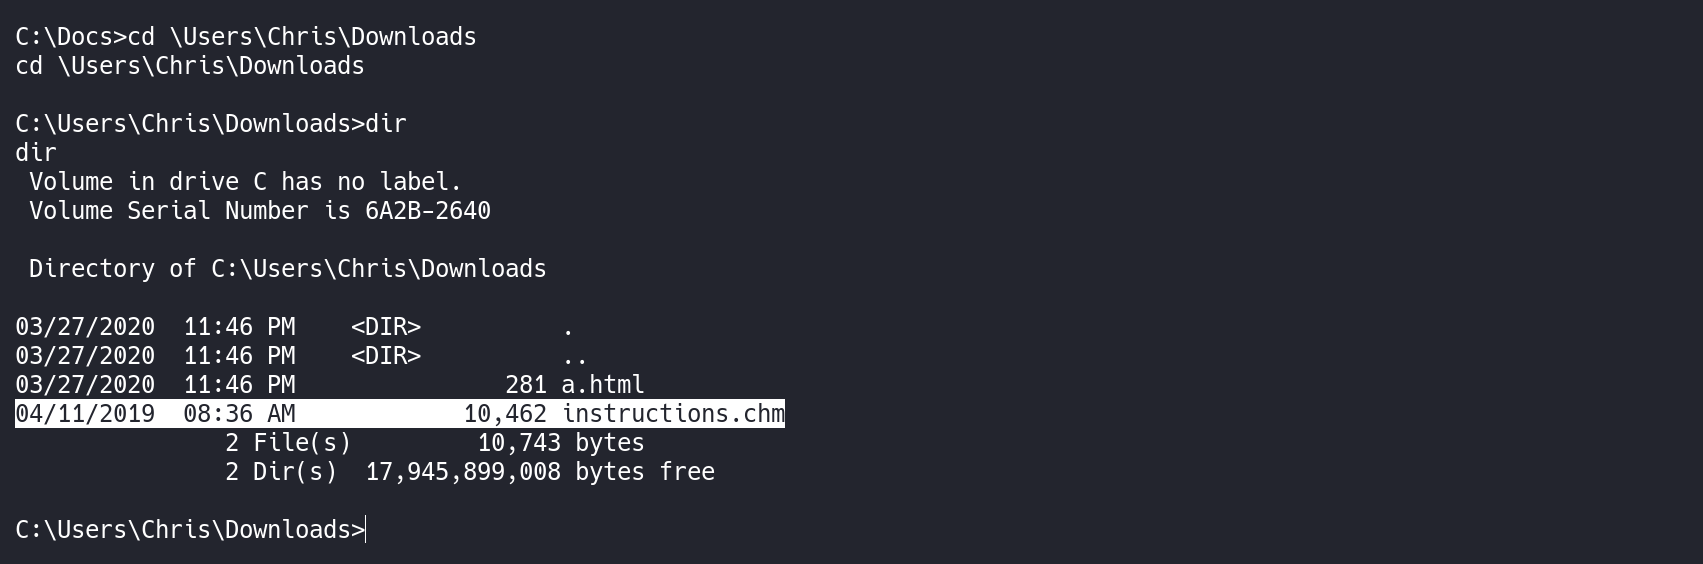 C:\Docs>cd \Users\Chris\Downloads
cd \Users\Chris\Downloads
C:\Users\Chris\Downloads>dir
dir
 Volume in drive C has no label.
 Volume Serial Number is 6A2B-2640
 Directory of C:\Users\Chris\Downloads
03/27/2020  11:46 PM    <DIR>          .
03/27/2020  11:46 PM    <DIR>          ..
03/27/2020  11:46 PM               281 a.html
04/11/2019  08:36 AM            10,462 instructions.chm
               2 File(s)         10,743 bytes
               2 Dir(s)  17,945,899,008 bytes free
C:\Users\Chris\Downloads>